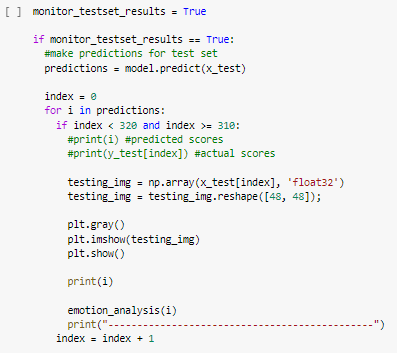 [ ] monitor_testset_results = True
if monitor_testset_results == True:
#make predictions for test set
predictions = model.predict(x_test)
index = 0
for i in predictions:
if index < 320 and index >= 310:
#print(i) #predicted scores
#print(y_test[index]) #actual scores
testing_img = np.array(x_test[index], 'float32')
testing_img = testing_img.reshape([48, 48]);
plt.gray()
plt.imshow(testing_img)
plt.show()
print(i)
emotion_analysis(i)
print("----------------------------------------------")
index = index + 1